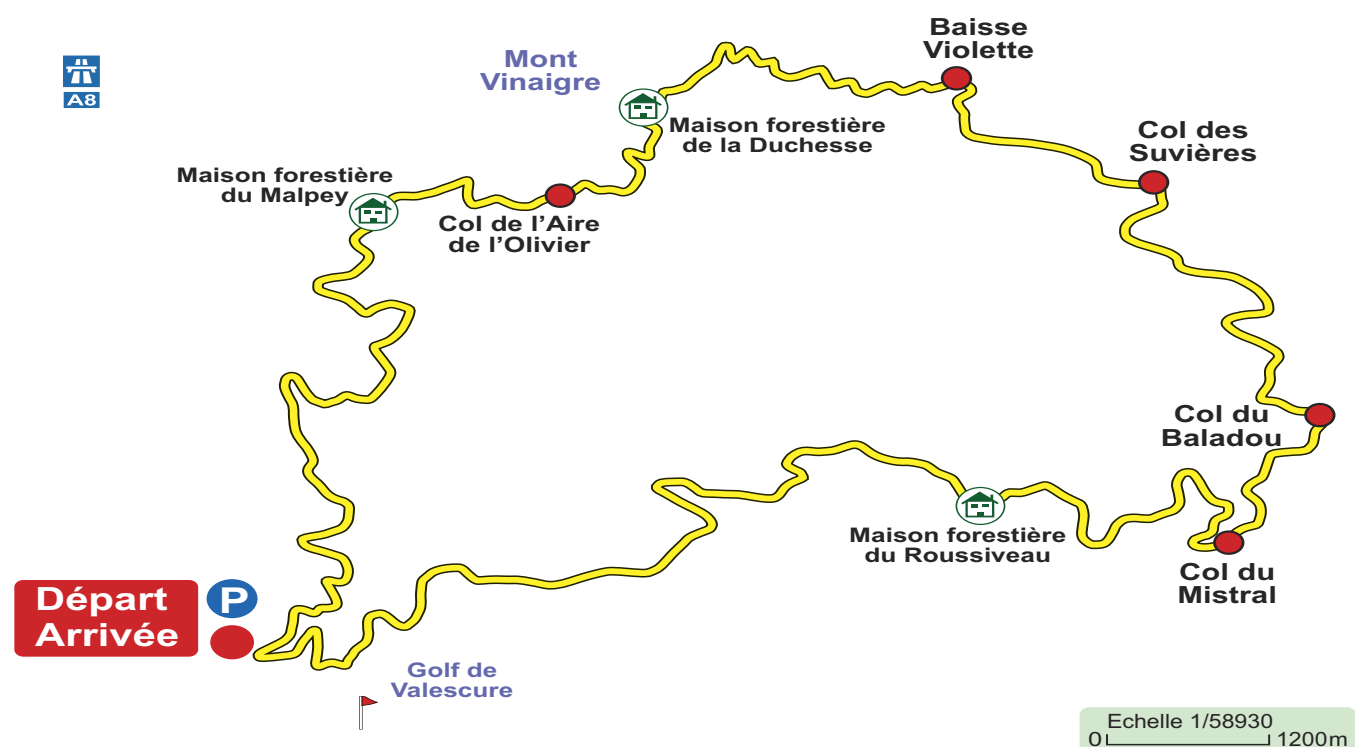 A8
Mont
Vinaigre
Baisse
Violette
Maison forestière
de la Duchesse
Col des
Suvières
Maison forestière
du Malpey
Col de l'Aire
de l'Olivier
Col du
Baladou
Maison forestière
du Roussiveau
Col du
Mistral
Départ
Arrivée
P
Golf de
Valescure
Echelle 1/58930
0 1200m